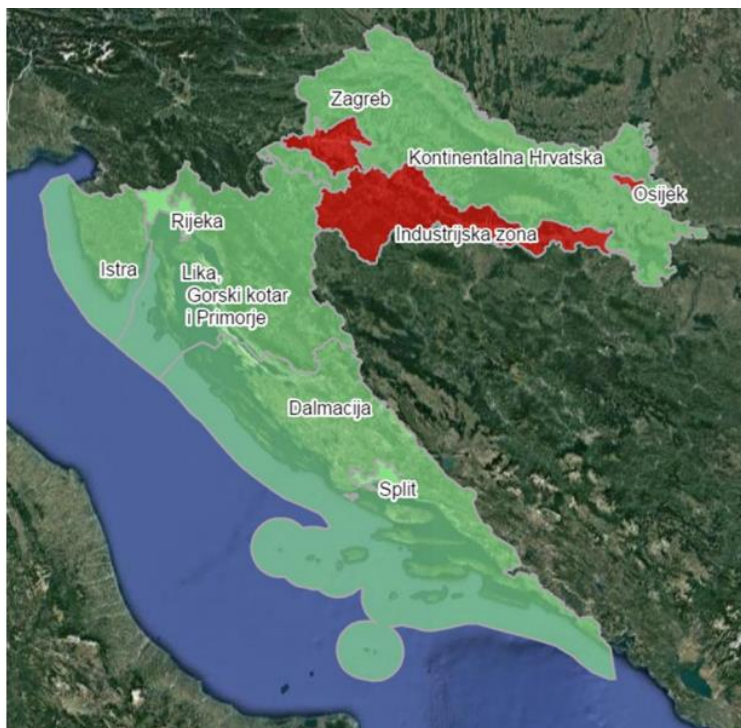 Zagreb
Kontinentalna Hrvatska
Osijek
Rijeka
Industrijska zona
Istra
Lika,
Gorski kotar
i Primorje
Dalmacija
Split